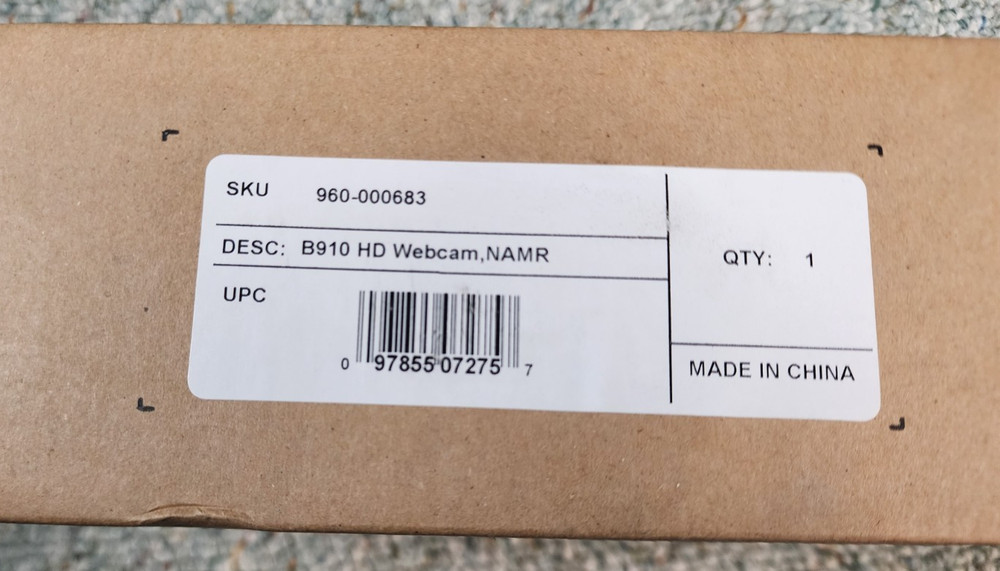 SKU 960-000683
DESC: B910 HD Webcam,NAMR
UPC
0 97855 07275 7
QTY: 1
MADE IN CHINA